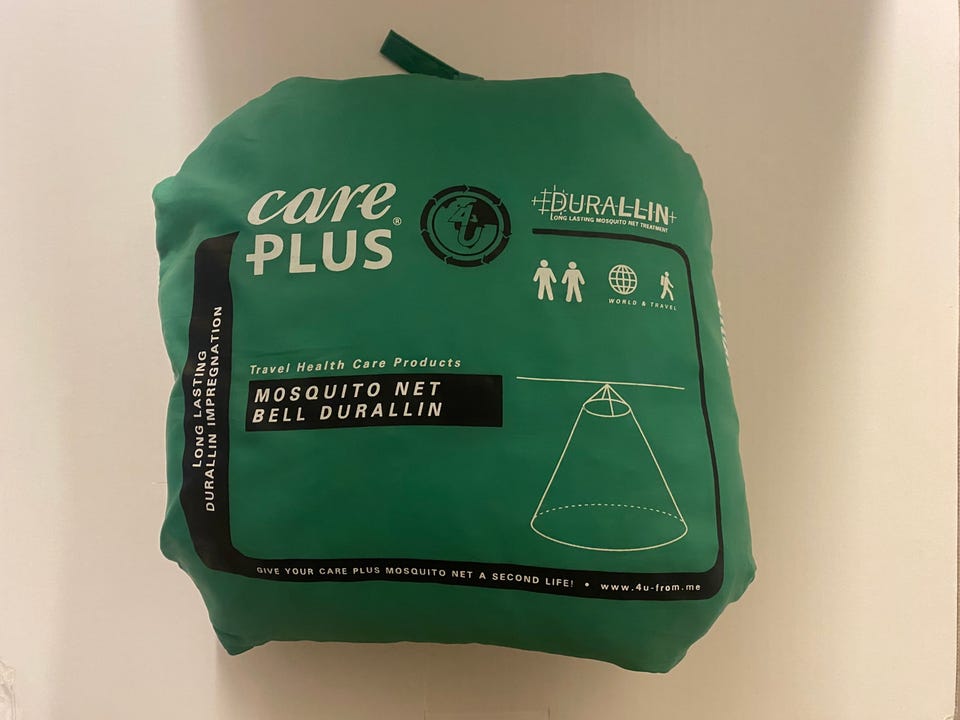 care
PLUS®
4U
DURALLIN
LONG LASTING MOSQUITO NET TREATMENT
WORLD & TRAVEL
LONG LASTING
DURALLIN IMPREGNATION
Travel Health Care Products
MOSQUITO NET
BELL DURALLIN
GIVE YOUR CARE PLUS MOSQUITO NET A SECOND LIFE! • www.4u-from.me